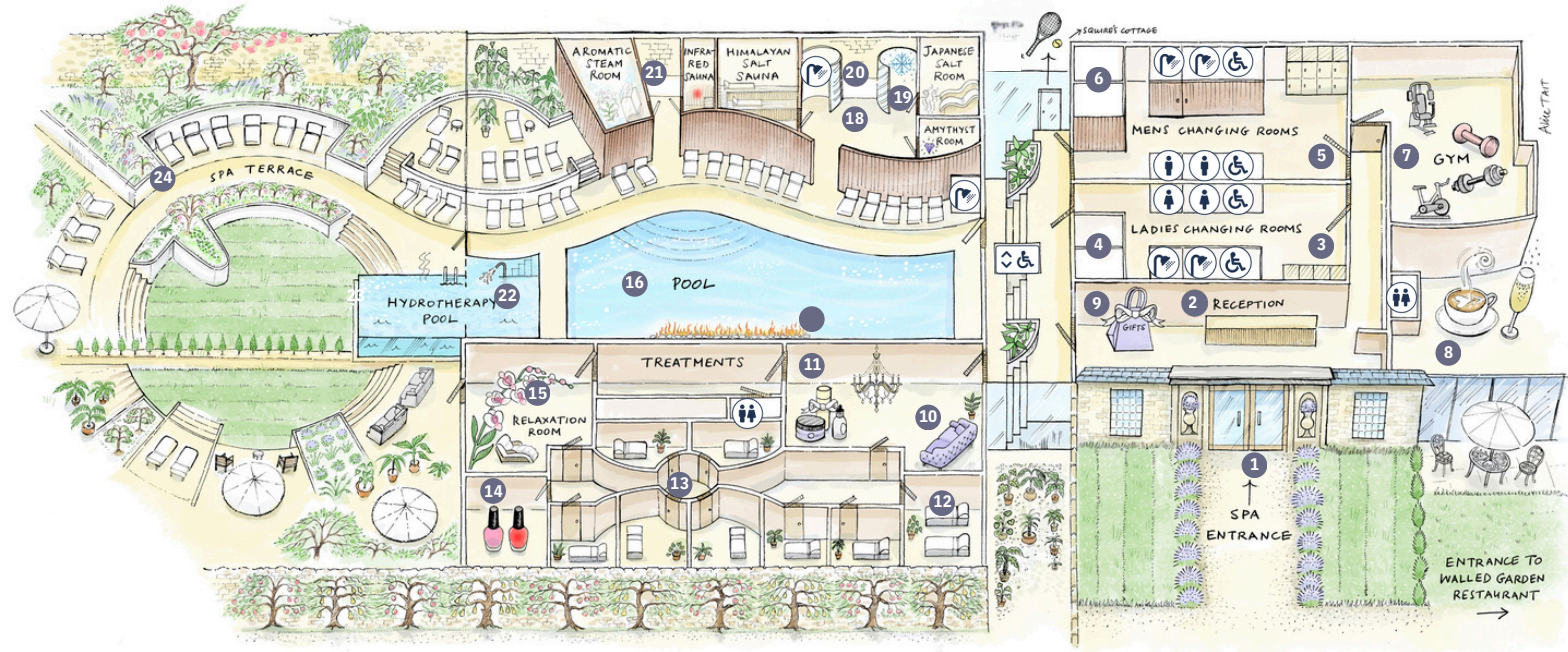 SQUIRE'S COTTAGE
AROMATIC
STEAM
ROOM
21
INFRA-
RED
SAUNA
HIMALAYAN
SALT
SAUNA
20
19
18
JAPANESE
SALT
ROOM
AMYTHYST
ROOM
6
MENS CHANGING ROOMS
5
7
GYM
Alice TAIT
24
SPA TERRACE
LADIES CHANGING ROOMS
4
3
16
POOL
22
HYDROTHERAPY
POOL
9
GIFTS
2
RECEPTION
8
TREATMENTS
11
15
RELAXATION
ROOM
10
14
13
12
1
SPA
ENTRANCE
ENTRANCE TO
WALLED GARDEN
RESTAURANT